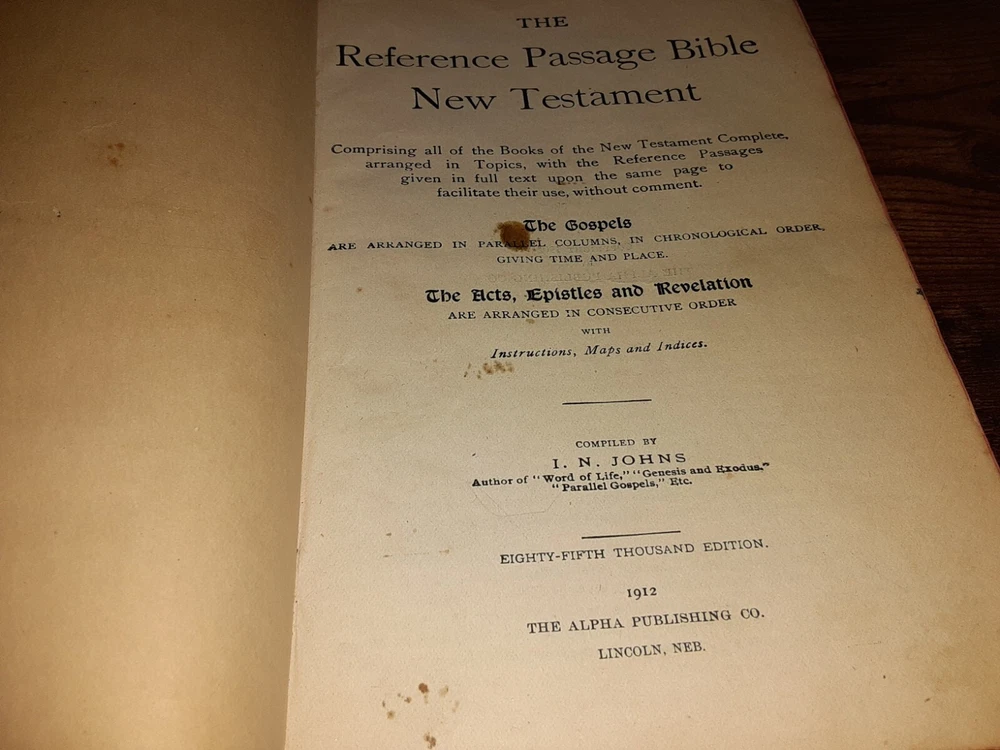 THE
Reference Passage Bible
New Testament
Comprising all of the Books of the New Testament Complete,
arranged in Topics, with the Reference Passages
given in full text upon the same page to
facilitate their use, without comment.
The Gospels
ARE ARRANGED IN PARALLEL COLUMNS, IN CHRONOLOGICAL ORDER,
GIVING TIME AND PLACE.
The Acts, Epistles and Revelation
ARE ARRANGED IN CONSECUTIVE ORDER
WITH
Instructions, Maps and Indices.
COMPILED BY
I. N. JOHNS
Author of "Word of Life," "Genesis and Exodus,"
"Parallel Gospels," Etc.
EIGHTY-FIFTH THOUSAND EDITION.
1912
THE ALPHA PUBLISHING CO.
LINCOLN, NEB.